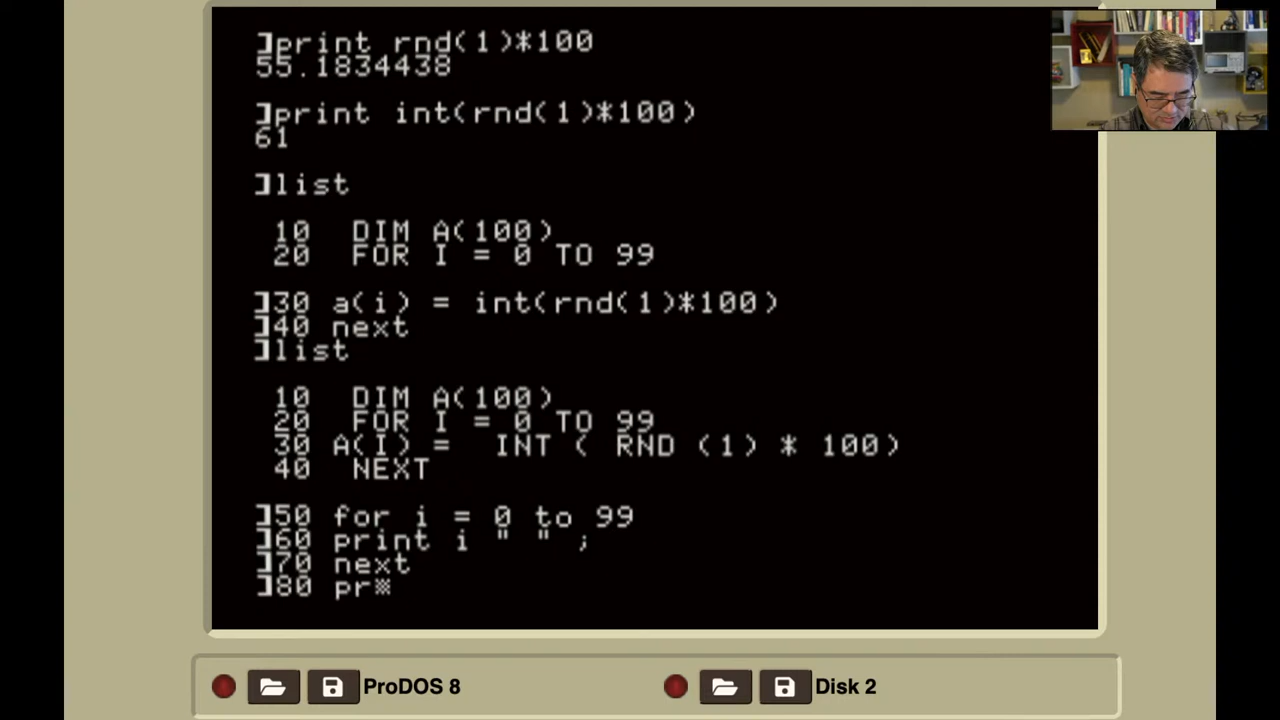 ]print rnd(1)*100
55.1834438
]print int(rnd(1)*100)
61
]list
10 DIM A(100)
20 FOR I = 0 TO 99
]30 a(i) = int(rnd(1)*100)
]40 next
]list
10 DIM A(100)
20 FOR I = 0 TO 99
30 A(I) = INT ( RND (1) * 100)
40 NEXT
]50 for i = 0 to 99
]60 print i " " ;
]70 next
]80 pr
ProDOS 8
Disk 2